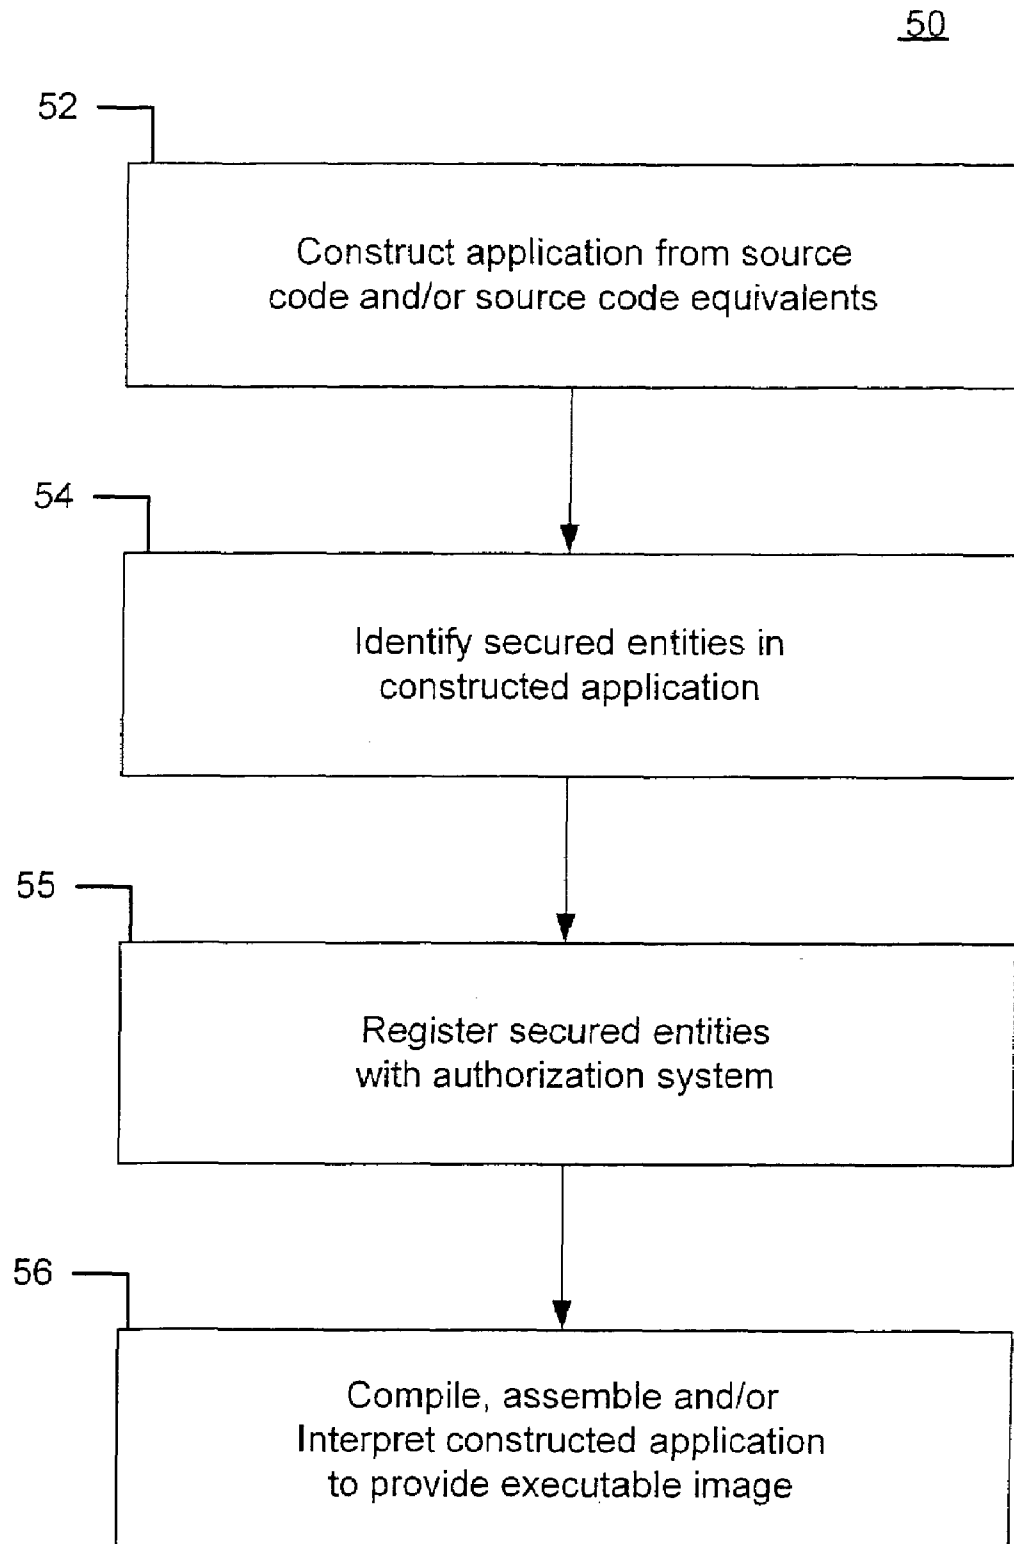 50
52
Construct application from source
code and/or source code equivalents
54
Identify secured entities in
constructed application
55
Register secured entities
with authorization system
56
Compile, assemble and/or
Interpret constructed application
to provide executable image